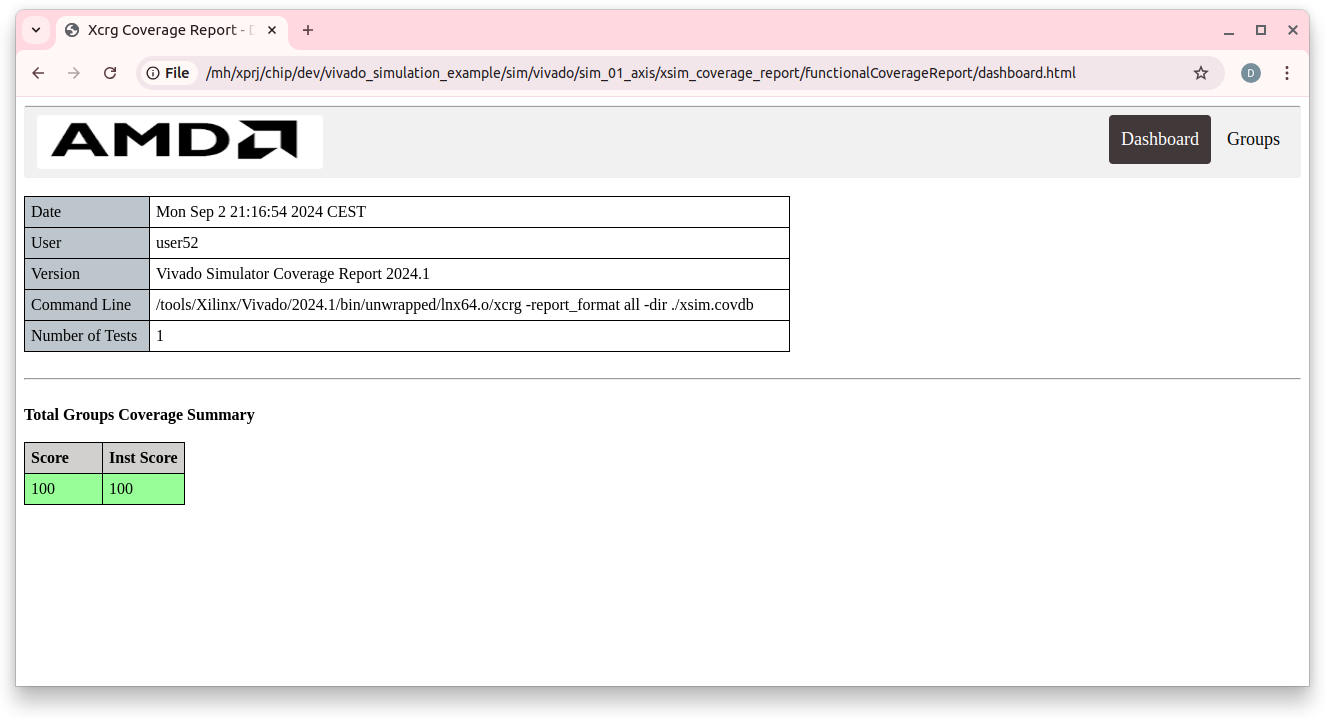 Xcrg Coverage Report - D
File /mh/xprj/chip/dev/vivado_simulation_example/sim/vivado/sim_01_axis/xsim_coverage_report/functionalCoverageReport/dashboard.html
D
AMD
Dashboard Groups
Date Mon Sep 2 21:16:54 2024 CEST
User user52
Version Vivado Simulator Coverage Report 2024.1
Command Line /tools/Xilinx/Vivado/2024.1/bin/unwrapped/lnx64.o/xcrg -report_format all -dir ./xsim.covdb
Number of Tests 1
Total Groups Coverage Summary
Score Inst Score
100 100